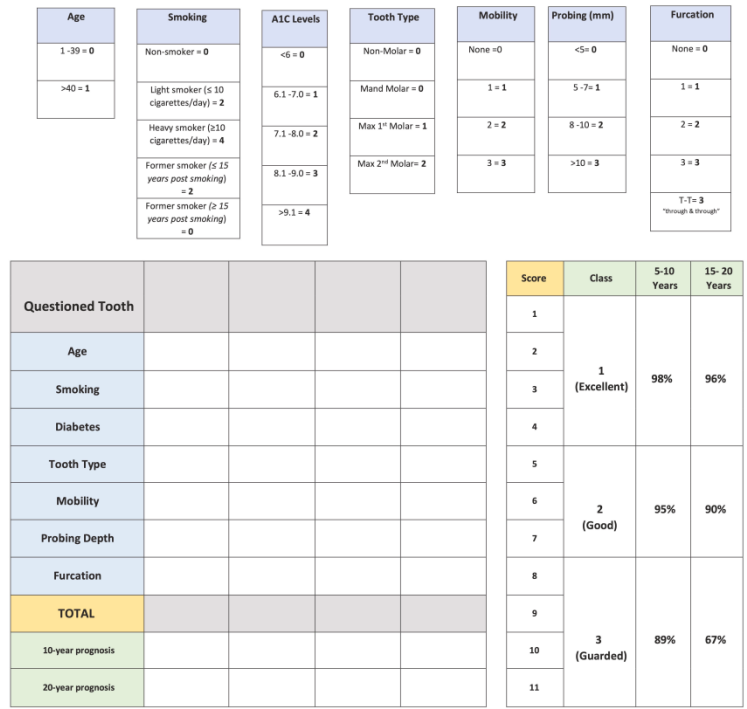 Age
1 -39 = 0
>40 = 1
Smoking
Non-smoker = 0
Light smoker (≤ 10
cigarettes/day) = 2
Heavy smoker (≥10
cigarettes/day) = 4
Former smoker (≤ 15
years post smoking)
= 2
Former smoker (≥ 15
years post smoking)
= 0
A1C Levels
<6 = 0
6.1 -7.0 = 1
7.1 -8.0 = 2
8.1 -9.0 = 3
>9.1 = 4
Tooth Type
Non-Molar = 0
Mand Molar = 0
Max 1st Molar = 1
Max 2nd Molar= 2
Mobility
None =0
1 = 1
2 = 2
3 = 3
Probing (mm)
<5= 0
5 -7= 1
8 -10 = 2
>10 = 3
Furcation
None = 0
1 = 1
2 = 2
3 = 3
T-T= 3
"through & through"
Questioned Tooth
Age
Smoking
Diabetes
Tooth Type
Mobility
Probing Depth
Furcation
TOTAL
10-year prognosis
20-year prognosis
Score
Class
5-10
Years
15- 20
Years
1
2
3
4
1
(Excellent)
98%
96%
5
6
7
2
(Good)
95%
90%
8
9
10
11
3
(Guarded)
89%
67%